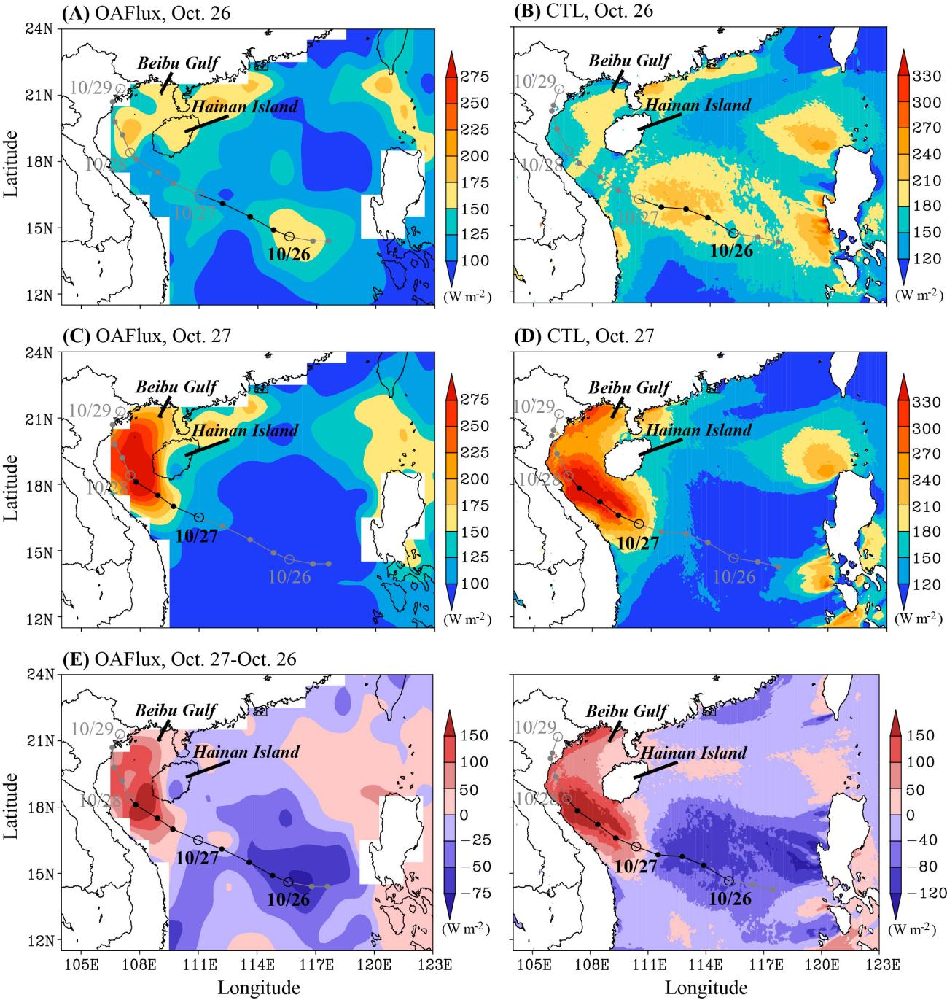 (A) OAFlux, Oct. 26
(B) CTL, Oct. 26
24N
21N
18N
15N
12N
Latitude
Beibu Gulf
Hainan Island
10/29
10/28
10/27
10/26
275
250
225
200
175
150
125
100
(W m-2)
Beibu Gulf
Hainan Island
10/29
10/28
10/27
10/26
330
300
270
240
210
180
150
120
(W m-2)
(C) OAFlux, Oct. 27
(D) CTL, Oct. 27
24N
21N
18N
15N
12N
Latitude
Beibu Gulf
Hainan Island
10/29
10/28
10/27
10/26
275
250
225
200
175
150
125
100
(W m-2)
Beibu Gulf
Hainan Island
10/29
10/28
10/27
10/26
330
300
270
240
210
180
150
120
(W m-2)
(E) OAFlux, Oct. 27-Oct. 26
24N
21N
18N
15N
12N
Latitude
Beibu Gulf
Hainan Island
10/29
10/28
10/27
10/26
150
100
50
0
−25
−50
−75
(W m-2)
105E 108E 111E 114E 117E 120E 123E
Longitude
Beibu Gulf
Hainan Island
10/29
10/28
10/27
10/26
150
100
50
0
−40
−80
−120
(W m-2)
105E 108E 111E 114E 117E 120E 123E
Longitude